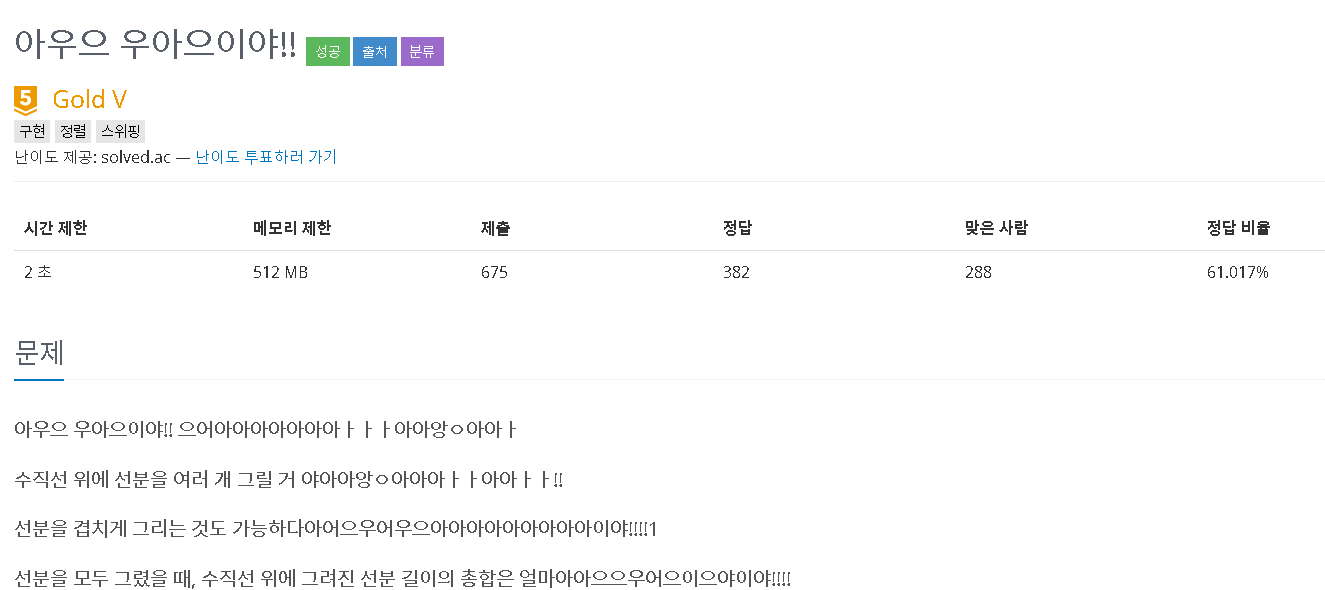 아우으 우아으이야!! 성공 출처 분류
5 Gold V
구현 정렬 스위핑
난이도 제공: solved.ac — 난이도 투표하러 가기
시간 제한 메모리 제한 제출 정답 맞은 사람 정답 비율
2 초 512 MB 675 382 288 61.017%
문제
아우으 우아으이야!! 으어아아아아아아아ㅏㅏㅏ아아앙ㅇ아아ㅏ
수직선 위에 선분을 여러 개 그릴 거 야아아앙ㅇ아아아ㅏㅏ아아ㅏㅏ!!
선분을 겹치게 그리는 것도 가능하다아어으우어우으아아아아아아아아아이야!!!!1
선분을 모두 그렸을 때, 수직선 위에 그려진 선분 길이의 총합은 얼마아아으으우어으이으야이야!!!!